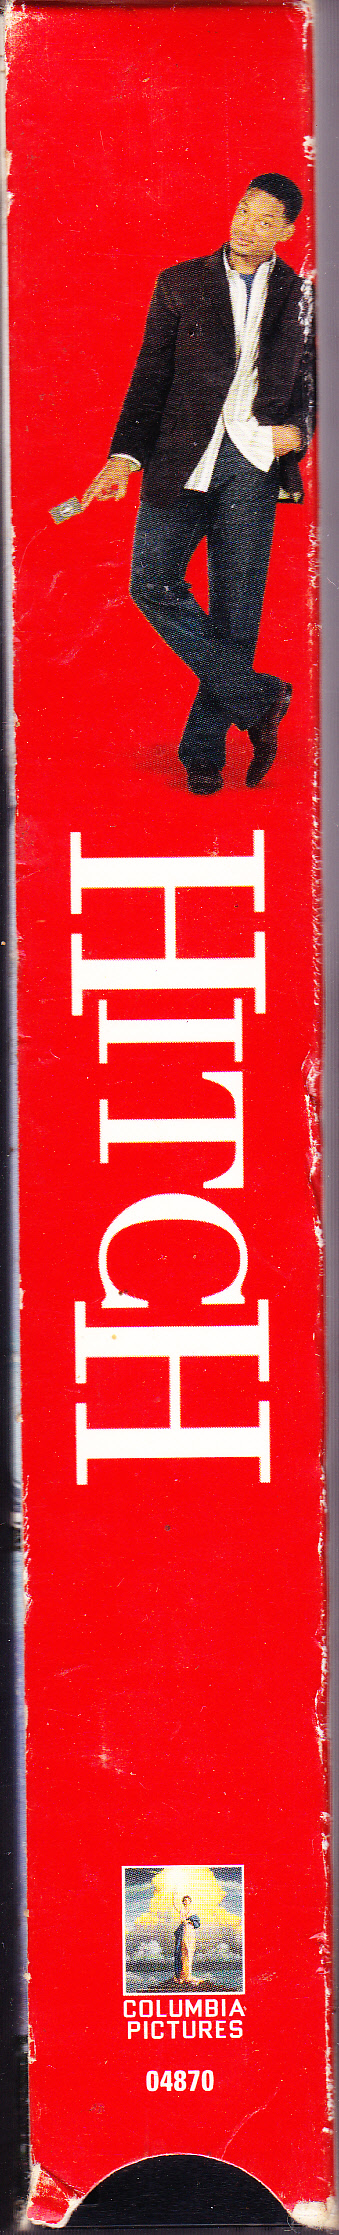 HITCH
COLUMBIA
PICTURES
04870